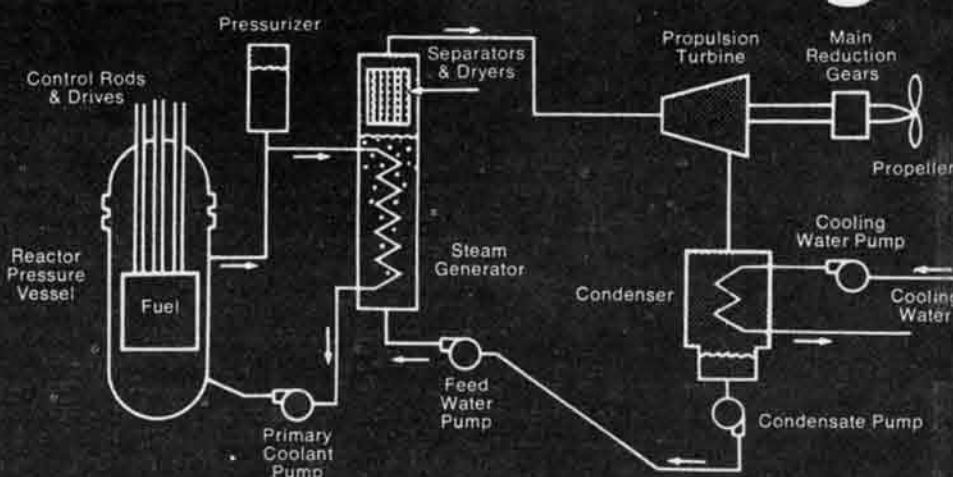 Pressurizer
Control Rods
& Drives
Separators
& Dryers
Propulsion
Turbine
Main
Reduction
Gears
Propeller
Reactor
Pressure
Vessel
Fuel
Steam
Generator
Cooling
Water Pump
Condenser
Cooling
Water
Feed
Water
Pump
Condensate Pump
Primary
Coolant
Pump